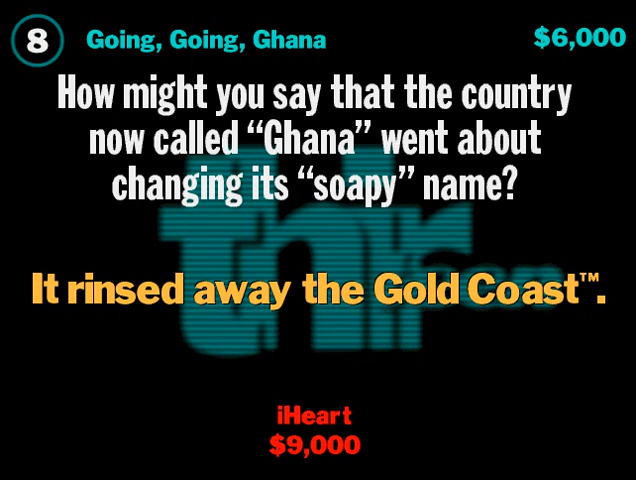 8 Going, Going, Ghana $6,000
How might you say that the country
now called “Ghana” went about
changing its “soapy” name?
It rinsed away the Gold Coast™.
iHeart
$9,000